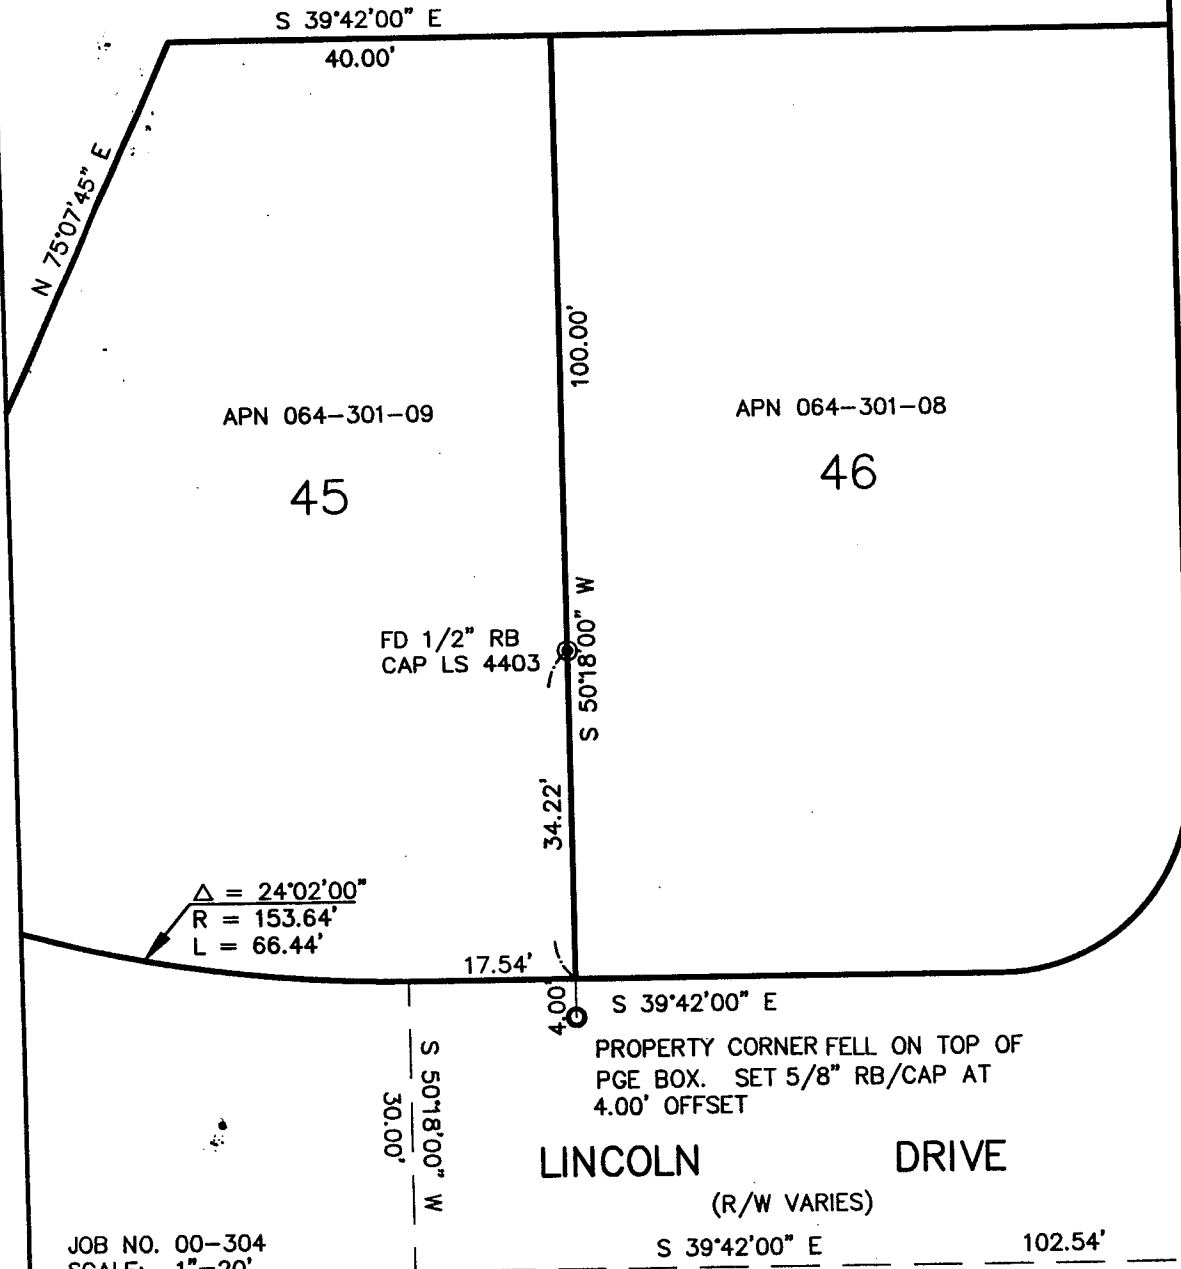 S 39°42'00" E
40.00'
N 75°07'45" E
100.00'
APN 064-301-09
45
APN 064-301-08
46
FD 1/2" RB
CAP LS 4403
S 50°18'00" W
34.22'
Δ = 24°02'00"
R = 153.64'
L = 66.44'
17.54'
4.00'
S 39°42'00" E
PROPERTY CORNER FELL ON TOP OF
PGE BOX. SET 5/8" RB/CAP AT
4.00' OFFSET
S 50°18'00" W
30.00'
LINCOLN DRIVE
(R/W VARIES)
S 39°42'00" E 102.54'
JOB NO. 00-304
SCALE: 1"=20'